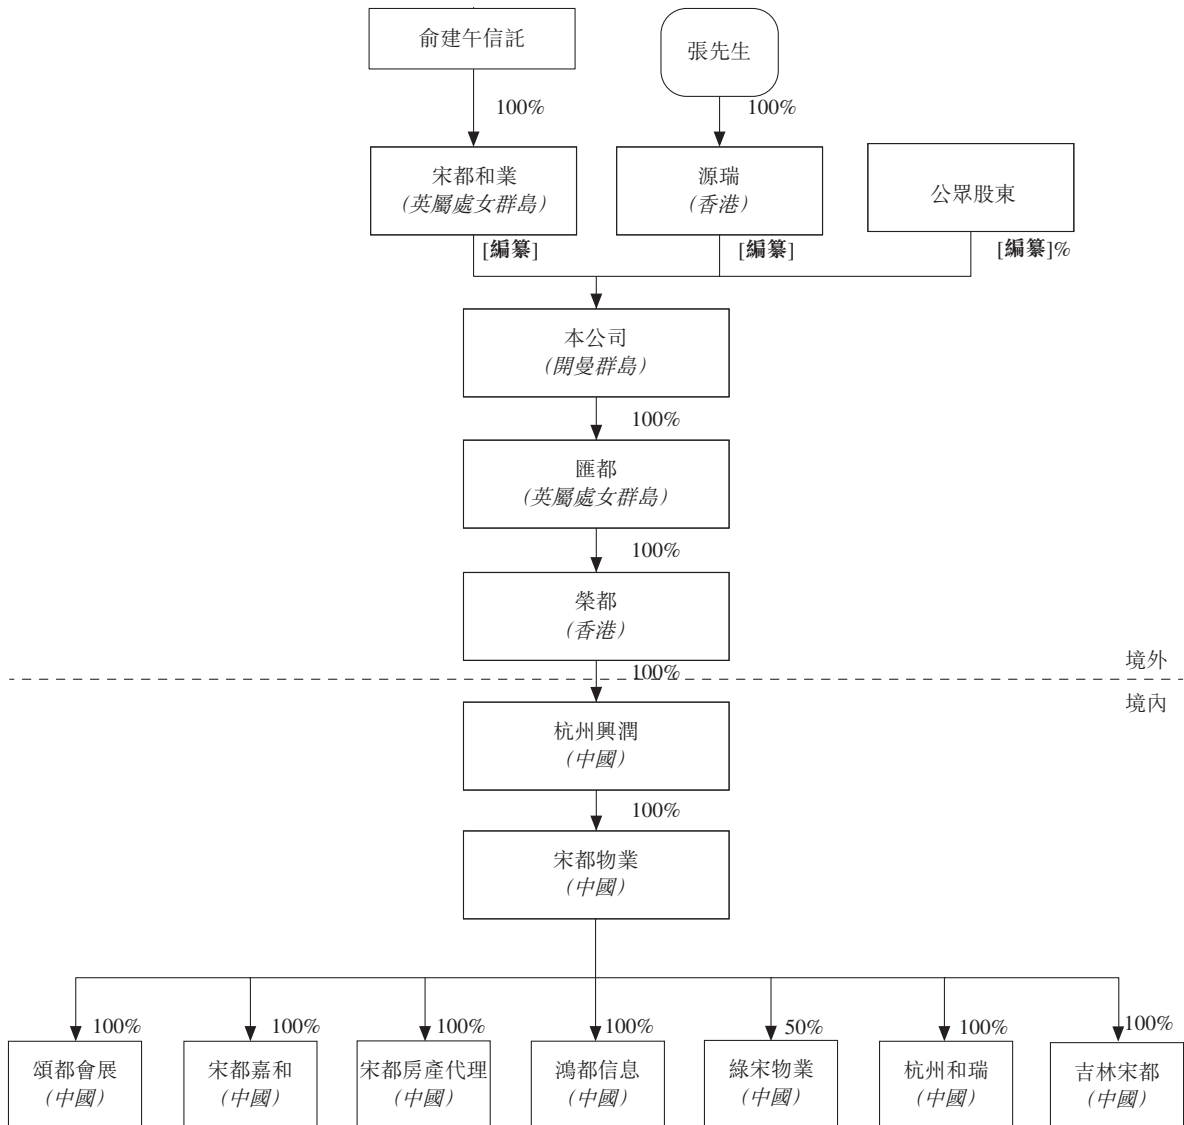 俞建午信託
張先生
100%
100%
宋都和業
(英屬處女群島)
源瑞
(香港)
公眾股東
[編纂]
[編纂]
[編纂]%
本公司
(開曼群島)
100%
匯都
(英屬處女群島)
100%
榮都
(香港)
100%
境外
境內
杭州興潤
(中國)
100%
宋都物業
(中國)
100%
100%
100%
100%
50%
100%
100%
頌都會展
(中國)
宋都嘉和
(中國)
宋都房產代理
(中國)
鴻都信息
(中國)
綠宋物業
(中國)
杭州和瑞
(中國)
吉林宋都
(中國)